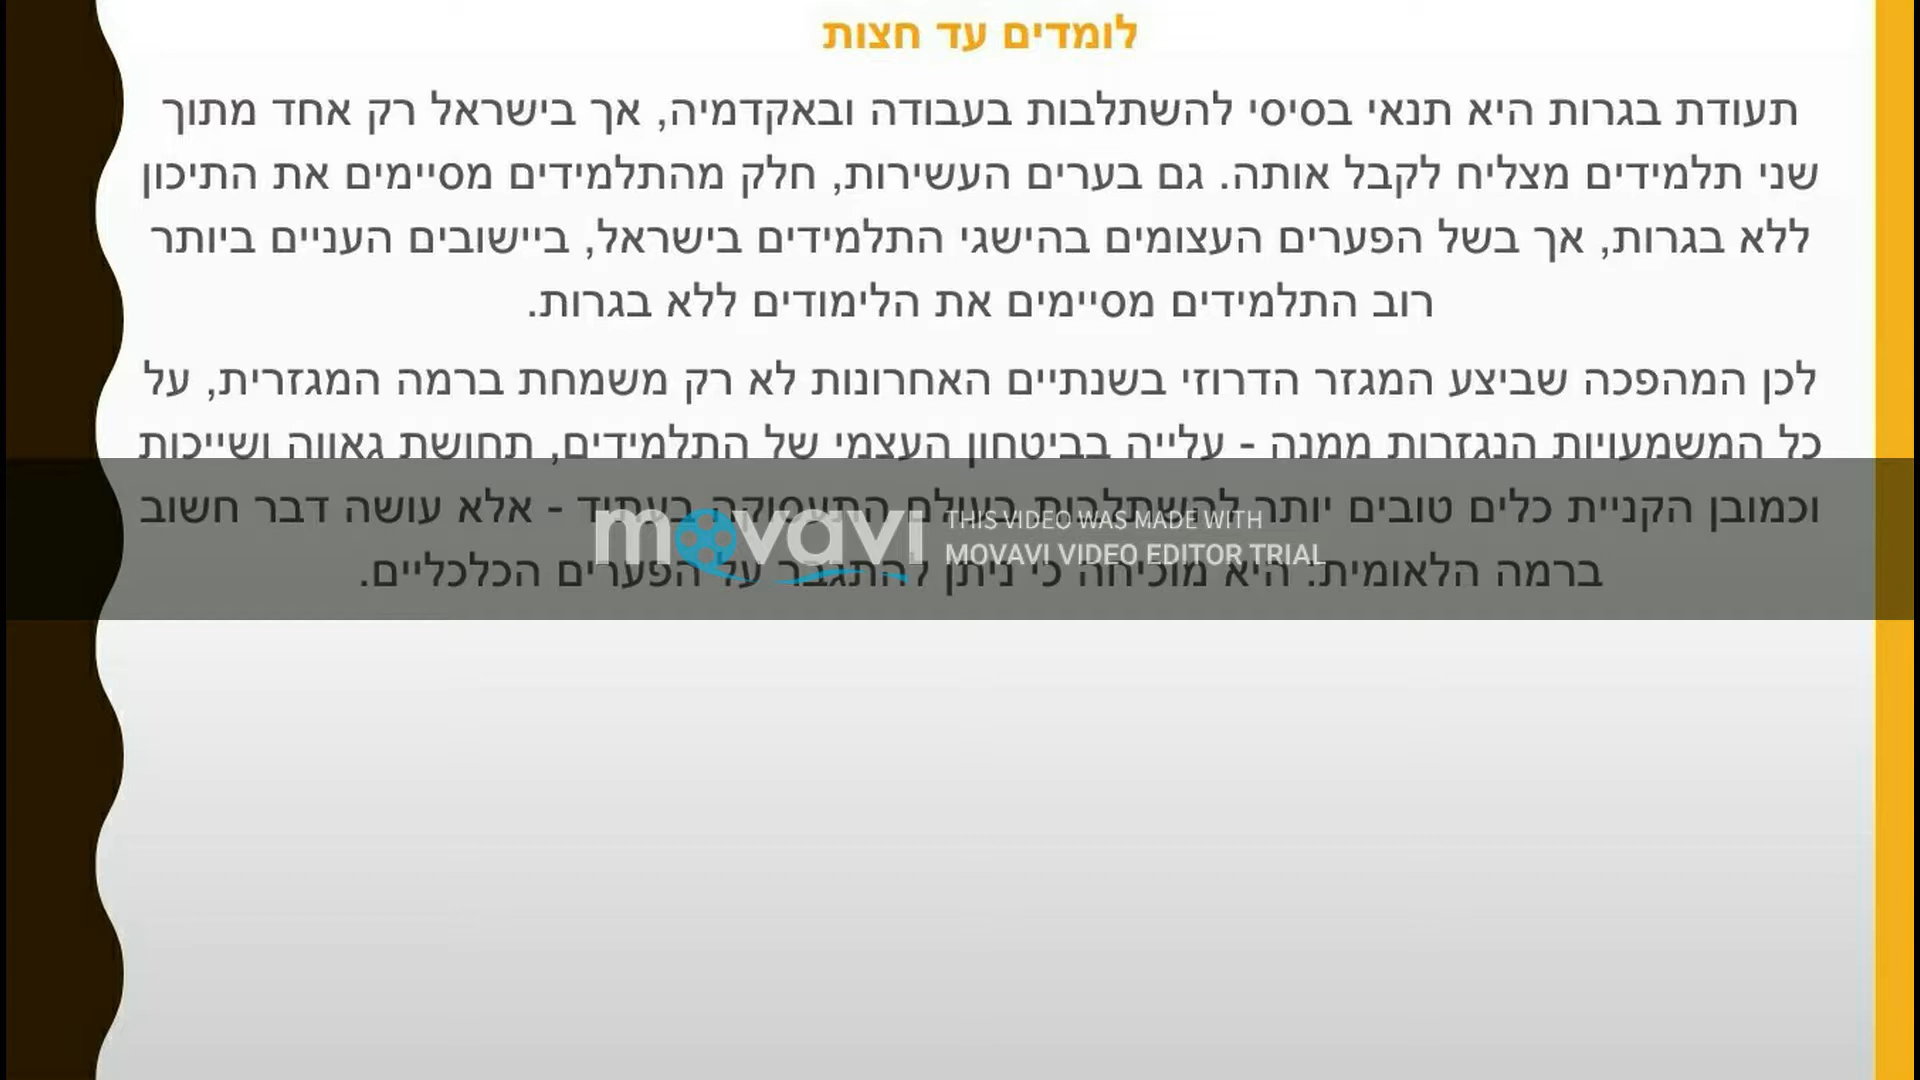 לומדים עד חצות
תעודת בגרות היא תנאי בסיסי להשתלבות בעבודה ובאקדמיה, אך בישראל רק אחד מתוך
שני תלמידים מצליח לקבל אותה. גם בערים העשירות, חלק מהתלמידים מסיימים את התיכון
ללא בגרות, אך בשל הפערים העצומים בהישגי התלמידים בישראל, ביישובים העניים ביותר
רוב התלמידים מסיימים את הלימודים ללא בגרות.
לכן המהפכה שביצע המגזר הדרוזי בשנתיים האחרונות לא רק משמחת ברמה המגזרית, על
כל המשמעויות הנגזרות ממנה - עלייה בביטחון העצמי של התלמידים, תחושת גאווה ושייכות
וכמובן הקניית כלים טובים יותר להשתלבות בעולם התעסוקה בעתיד - אלא עושה דבר חשוב
ברמה הלאומית: היא מוכיחה כי ניתן להתגבר על הפערים הכלכליים.
movavi
THIS VIDEO WAS MADE WITH
MOVAVI VIDEO EDITOR TRIAL